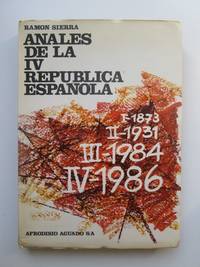 RAMON SIERRA
ANALES
DE LA
IV
REPUBLICA
ESPAÑOLA
I-1873
II-1931
III-1984
IV-1986
AFRODISIO AGUADO S/A